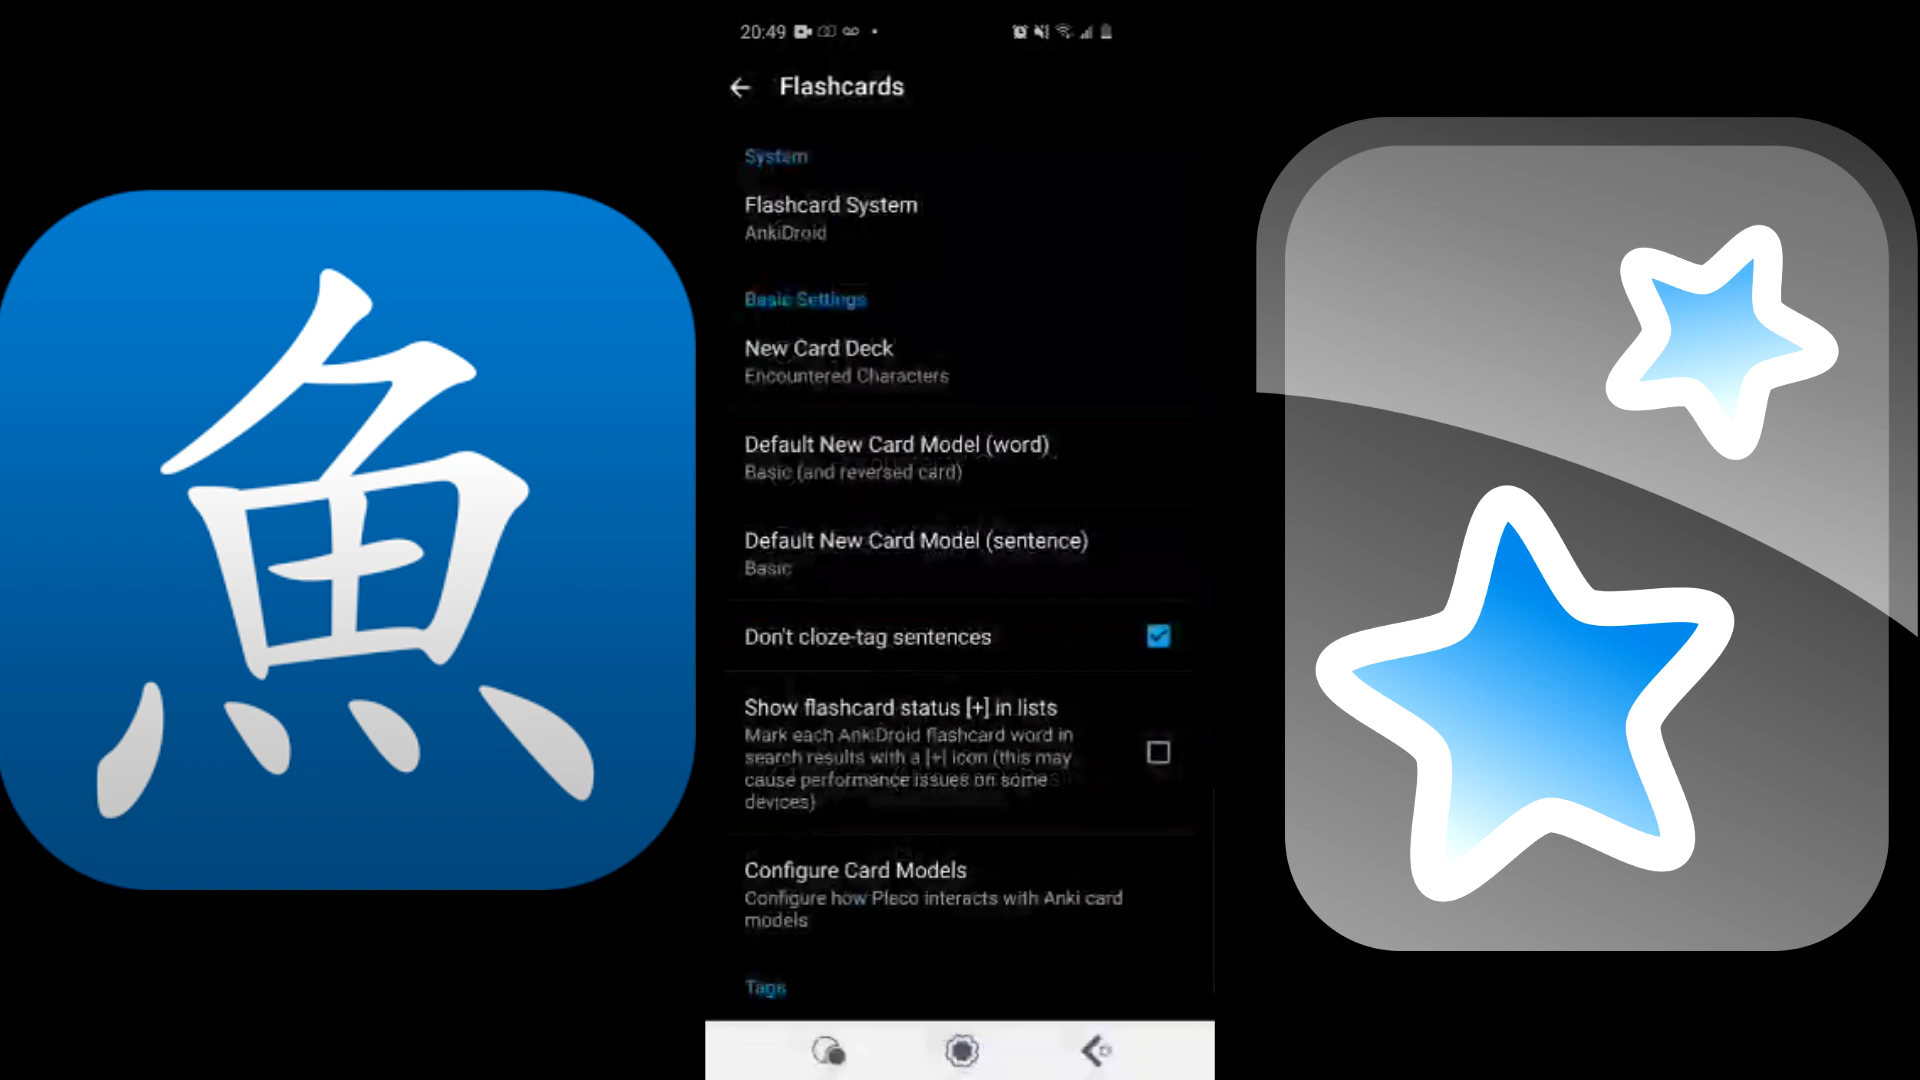 魚
20:49
Flashcards
System
Flashcard System
AnkiDroid
Basic Settings
New Card Deck
Encountered Characters
Default New Card Model (word)
Basic (and reversed card)
Default New Card Model (sentence)
Basic
Don't cloze-tag sentences
Show flashcard status [+] in lists
Mark each AnkiDroid flashcard word in
search results with a [+] icon (this may
cause performance issues on some
devices)
Configure Card Models
Configure how Pleco interacts with Anki card
models
Tags